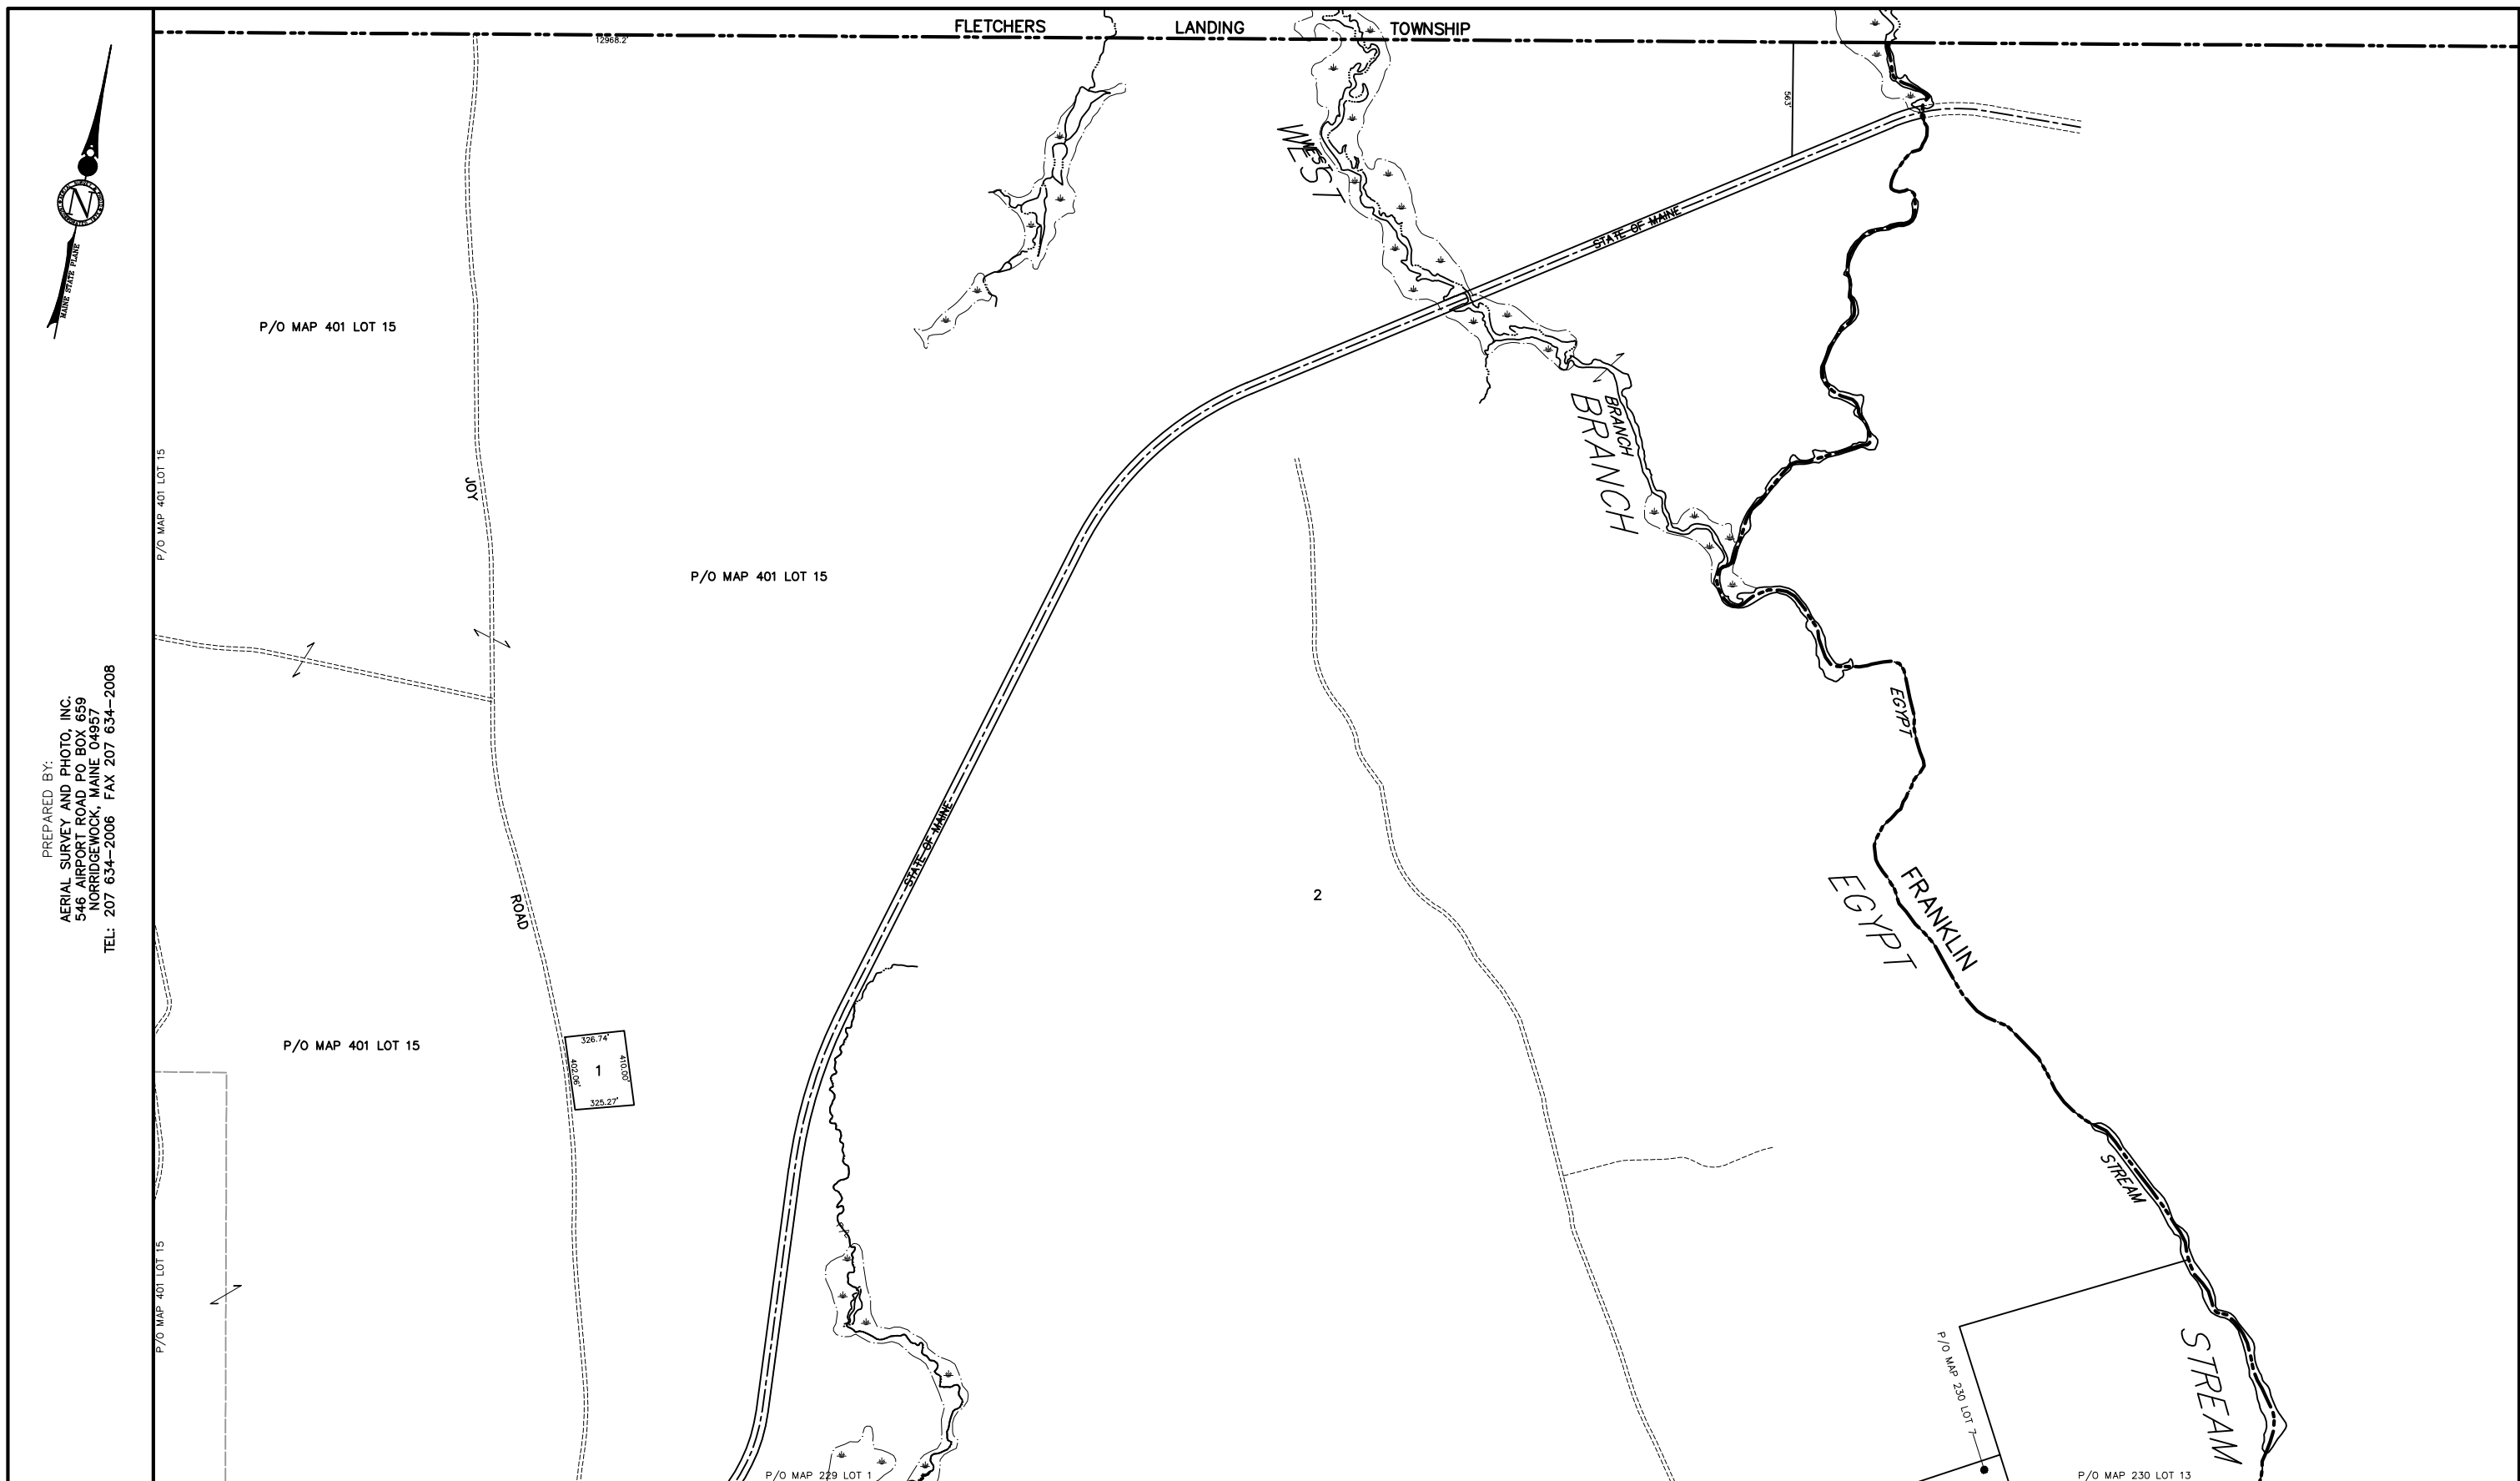 FLETCHERS LANDING TOWNSHIP
12968.2'
563'
N
MAINE STATE PLANE
WEST
WEST
STATE OF MAINE
P/O MAP 401 LOT 15
BRANCH
BRANCH
P/O MAP 401 LOT 15
JOY
P/O MAP 401 LOT 15
EGYPT
PREPARED BY:
AERIAL SURVEY AND PHOTO, INC.
546 AIRPORT ROAD PO BOX 659
NORRIDGEWOCK, MAINE 04957
TEL: 207 634-2006 FAX 207 634-2008
STATE OF MAINE
ROAD
2
EGYPT
FRANKLIN
P/O MAP 401 LOT 15
326.74'
402.06'
1
410.00'
325.27'
STREAM
P/O MAP 401 LOT 15
STREAM
P/O MAP 230 LOT 7
P/O MAP 229 LOT 1
P/O MAP 230 LOT 13